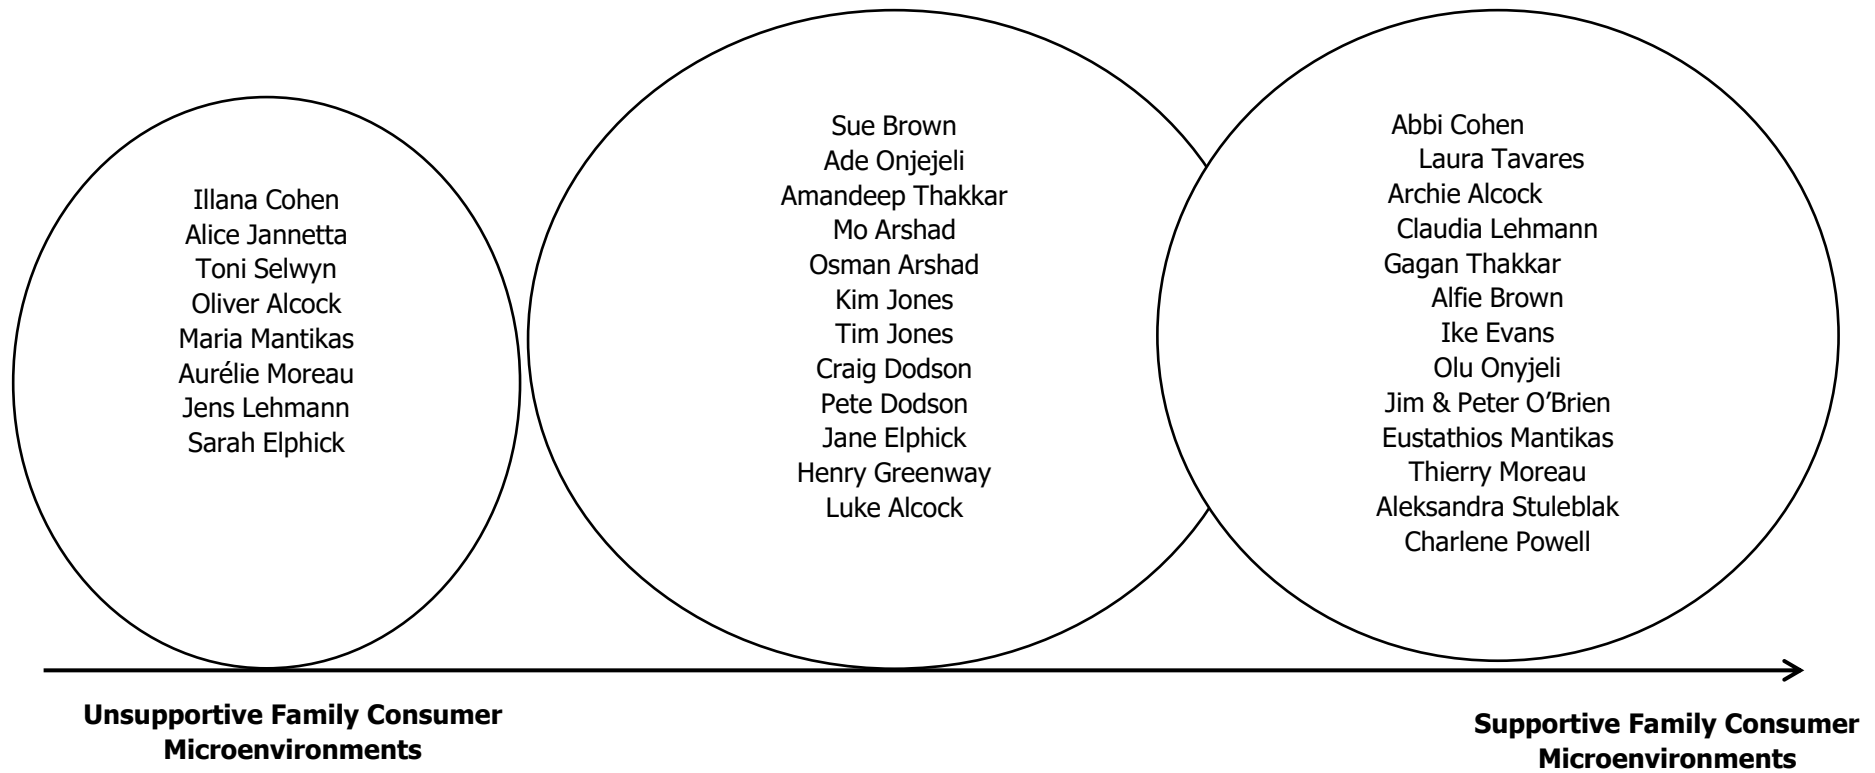 Illana Cohen
Alice Jannetta
Toni Selwyn
Oliver Alcock
Maria Mantikas
Aurélie Moreau
Jens Lehmann
Sarah Elphick
Sue Brown
Ade Onjejeli
Amandeep Thakkar
Mo Arshad
Osman Arshad
Kim Jones
Tim Jones
Craig Dodson
Pete Dodson
Jane Elphick
Henry Greenway
Luke Alcock
Abbi Cohen
Laura Tavares
Archie Alcock
Claudia Lehmann
Gagan Thakkar
Alfie Brown
Ike Evans
Olu Onyjeli
Jim & Peter O’Brien
Eustathios Mantikas
Thierry Moreau
Aleksandra Stuleblak
Charlene Powell
Unsupportive Family Consumer
Microenvironments
Supportive Family Consumer
Microenvironments